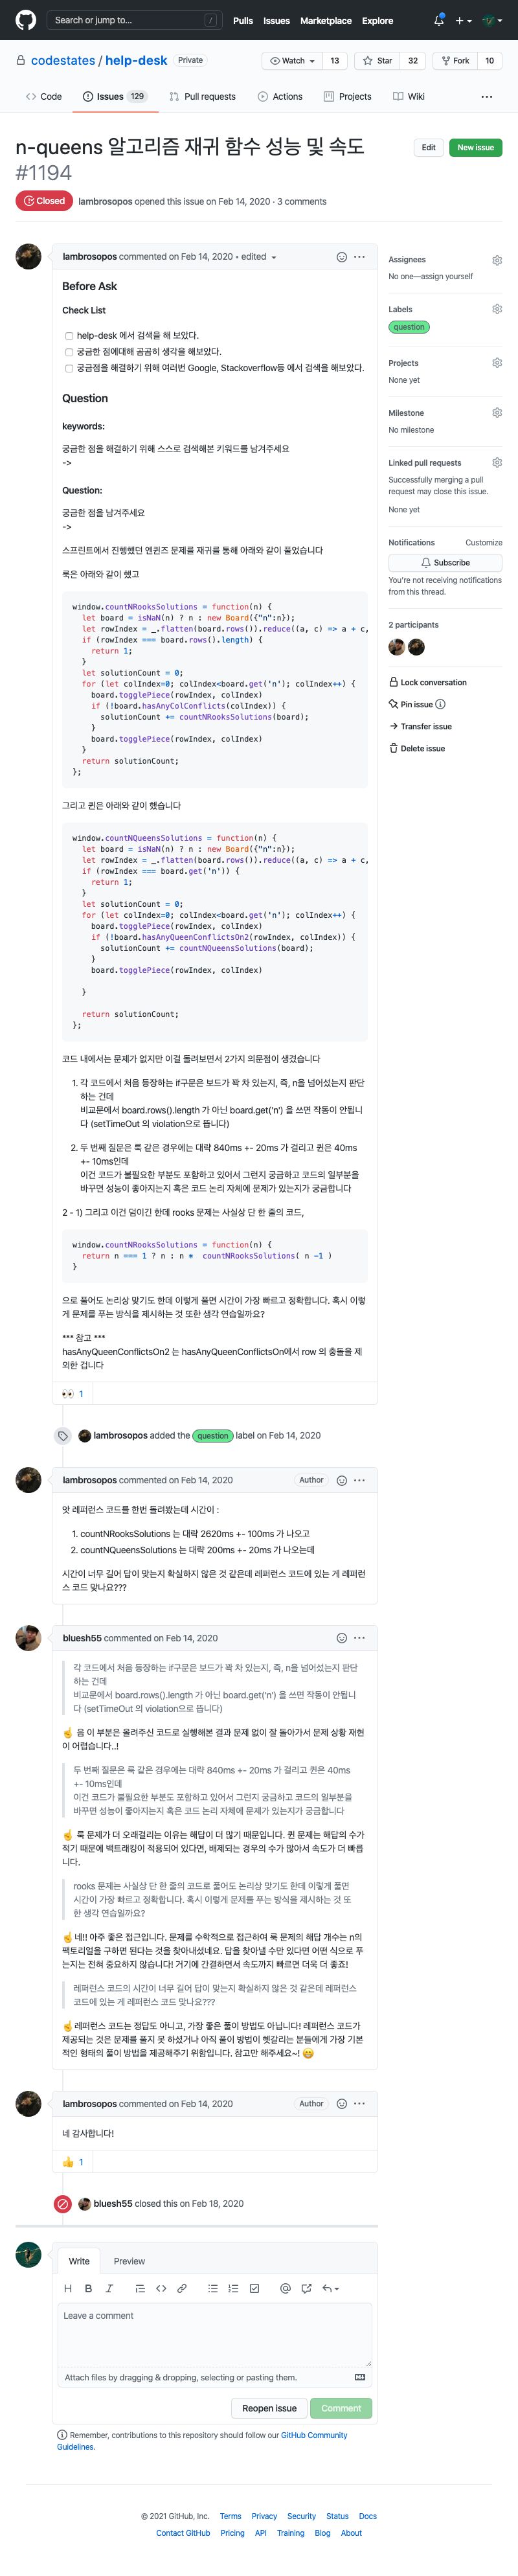 Search or jump to...
/
Pulls Issues Marketplace Explore
codestates / help-desk Private
Watch 13 Star 32 Fork 10
Code Issues 129 Pull requests Actions Projects Wiki ...
n-queens 알고리즘 재귀 함수 성능 및 속도
#1194
Edit New issue
Closed lambrosopos opened this issue on Feb 14, 2020 · 3 comments
lambrosopos commented on Feb 14, 2020 • edited
Before Ask
Check List
help-desk 에서 검색을 해 보았다.
궁금한 점에대해 곰곰히 생각을 해보았다.
궁금점을 해결하기 위해 여러번 Google, Stackoverflow등 에서 검색을 해보았다.
Question
keywords:
궁금한 점을 해결하기 위해 스스로 검색해본 키워드를 남겨주세요
->
Question:
궁금한 점을 남겨주세요
->
스프린트에서 진행했던 엔퀸즈 문제를 재귀를 통해 아래와 같이 풀었습니다
룩은 아래와 같이 했고
window.countNRooksSolutions = function(n) {
let board = isNaN(n) ? n : new Board({"n":n});
let rowIndex = _.flatten(board.rows()).reduce((a, c) => a + c,
if (rowIndex === board.rows().length) {
return 1;
}
let solutionCount = 0;
for (let colIndex=0; colIndex<board.get('n'); colIndex++) {
board.togglePiece(rowIndex, colIndex)
if (!board.hasAnyColConflicts(colIndex)) {
solutionCount += countNRooksSolutions(board);
}
board.togglePiece(rowIndex, colIndex)
}
return solutionCount;
};
그리고 퀸은 아래와 같이 했습니다
window.countNQueensSolutions = function(n) {
let board = isNaN(n) ? n : new Board({"n":n});
let rowIndex = _.flatten(board.rows()).reduce((a, c) => a + c,
if (rowIndex === board.get('n')) {
return 1;
}
let solutionCount = 0;
for (let colIndex=0; colIndex<board.get('n'); colIndex++) {
board.togglePiece(rowIndex, colIndex)
if (!board.hasAnyQueenConflictsOn2(rowIndex, colIndex)) {
solutionCount += countNQueensSolutions(board);
}
board.togglePiece(rowIndex, colIndex)
}
return solutionCount;
};
코드 내에서는 문제가 없지만 이걸 돌려보면서 2가지 의문점이 생겼습니다
1. 각 코드에서 처음 등장하는 if구문은 보드가 꽉 차 있는지, 즉, n을 넘어섰는지 판단
하는 건데
비교문에서 board.rows().length 가 아닌 board.get('n') 을 쓰면 작동이 안됩니
다 (setTimeOut 의 violation으로 뜹니다)
2. 두 번째 질문은 룩 같은 경우에는 대략 840ms +- 20ms 가 걸리고 퀸은 40ms
+- 10ms인데
이건 코드가 불필요한 부분도 포함하고 있어서 그런지 궁금하고 코드의 일부분을
바꾸면 성능이 좋아지는지 혹은 코드 논리 자체에 문제가 있는지가 궁금합니다
2 - 1) 그리고 이건 덤이긴 한데 rooks 문제는 사실상 단 한 줄의 코드,
window.countNRooksSolutions = function(n) {
return n === 1 ? n : n * countNRooksSolutions( n -1 )
}
으로 풀어도 논리상 맞기도 한데 이렇게 풀면 시간이 가장 빠르고 정확합니다. 혹시 이렇
게 문제를 푸는 방식을 제시하는 것 또한 생각 연습일까요?
*** 참고 ***
hasAnyQueenConflictsOn2 는 hasAnyQueenConflictsOn에서 row 의 충돌을 제
외한 겁니다
1
lambrosopos added the question label on Feb 14, 2020
lambrosopos commented on Feb 14, 2020 Author
앗 레퍼런스 코드를 한번 돌려봤는데 시간이 :
1. countNRooksSolutions 는 대략 2620ms +- 100ms 가 나오고
2. countNQueensSolutions 는 대략 200ms +- 20ms 가 나오는데
시간이 너무 길어 답이 맞는지 확실하지 않은 것 같은데 레퍼런스 코드에 있는 게 레퍼런
스 코드 맞나요???
bluesh55 commented on Feb 14, 2020
각 코드에서 처음 등장하는 if구문은 보드가 꽉 차 있는지, 즉, n을 넘어섰는지 판단
하는 건데
비교문에서 board.rows().length 가 아닌 board.get('n') 을 쓰면 작동이 안됩니
다 (setTimeOut 의 violation으로 뜹니다)
☝ 음 이 부분은 올려주신 코드로 실행해본 결과 문제 없이 잘 돌아가서 문제 상황 재현
이 어렵습니다..!
두 번째 질문은 룩 같은 경우에는 대략 840ms +- 20ms 가 걸리고 퀸은 40ms
+- 10ms인데
이건 코드가 불필요한 부분도 포함하고 있어서 그런지 궁금하고 코드의 일부분을
바꾸면 성능이 좋아지는지 혹은 코드 논리 자체에 문제가 있는지가 궁금합니다
☝ 룩 문제가 더 오래걸리는 이유는 해답이 더 많기 때문입니다. 퀸 문제는 해답의 수가
적기 때문에 백트래킹이 적용되어 있다면, 배제되는 경우의 수가 많아서 속도가 더 빠릅
니다.
rooks 문제는 사실상 단 한 줄의 코드로 풀어도 논리상 맞기도 한데 이렇게 풀면
시간이 가장 빠르고 정확합니다. 혹시 이렇게 문제를 푸는 방식을 제시하는 것 또
한 생각 연습일까요?
☝네!! 아주 좋은 접근입니다. 문제를 수학적으로 접근하여 룩 문제의 해답 개수는 n의
팩토리얼을 구하면 된다는 것을 찾아내셨네요. 답을 찾아낼 수만 있다면 어떤 식으로 푸
는지는 전혀 중요하지 않습니다! 거기에 간결하면서 속도까지 빠르면 더욱 더 좋죠!
레퍼런스 코드의 시간이 너무 길어 답이 맞는지 확실하지 않은 것 같은데 레퍼런스
코드에 있는 게 레퍼런스 코드 맞나요???
☝레퍼런스 코드는 정답도 아니고, 가장 좋은 풀이 방법도 아닙니다! 레퍼런스 코드가
제공되는 것은 문제를 풀지 못 하셨거나 아직 풀이 방법이 헷갈리는 분들에게 가장 기본
적인 형태의 풀이 방법을 제공해주기 위함입니다. 참고만 해주세요~! 😁
lambrosopos commented on Feb 14, 2020 Author
네 감사합니다!
1
bluesh55 closed this on Feb 18, 2020
Write Preview
Leave a comment
Attach files by dragging & dropping, selecting or pasting them.
Reopen issue Comment
Remember, contributions to this repository should follow our GitHub Community
Guidelines.
Assignees
No one—assign yourself
Labels
question
Projects
None yet
Milestone
No milestone
Linked pull requests
Successfully merging a pull
request may close this issue.
None yet
Notifications Customize
Subscribe
You're not receiving notifications
from this thread.
2 participants
Lock conversation
Pin issue
Transfer issue
Delete issue
© 2021 GitHub, Inc. Terms Privacy Security Status Docs
Contact GitHub Pricing API Training Blog About